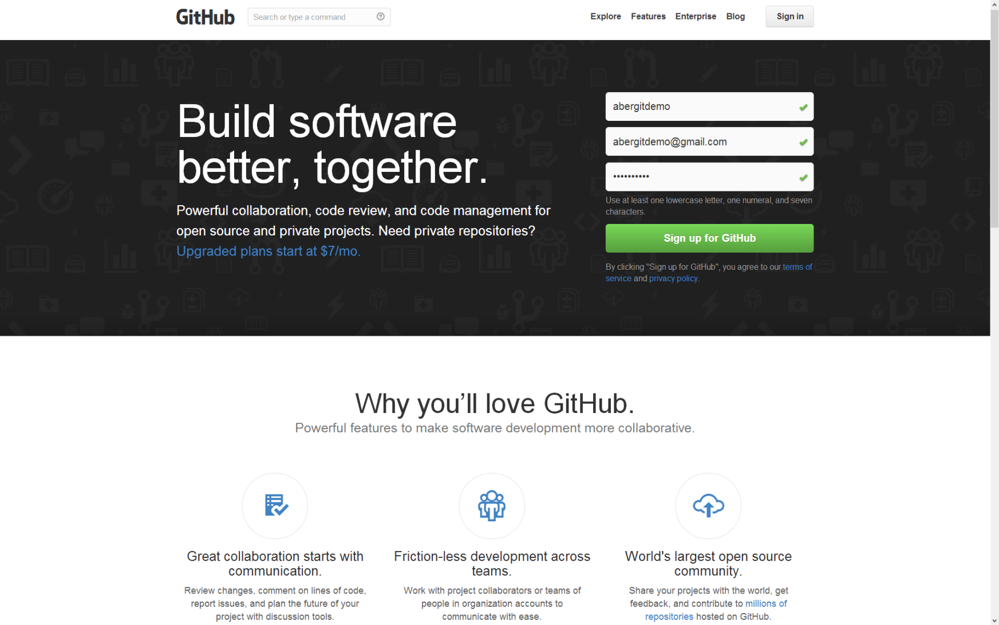 GitHub
Search or type a command
Explore Features Enterprise Blog Sign in
Build software
better, together.
Powerful collaboration, code review, and code management for
open source and private projects. Need private repositories?
Upgraded plans start at $7/mo.
abergitdemo
abergitdemo@gmail.com
••••••••••
Use at least one lowercase letter, one numeral, and seven
characters.
Sign up for GitHub
By clicking "Sign up for GitHub", you agree to our terms of
service and privacy policy.
Why you’ll love GitHub.
Powerful features to make software development more collaborative.
Great collaboration starts with
communication.
Review changes, comment on lines of code,
report issues, and plan the future of your
project with discussion tools.
Friction-less development across
teams.
Work with project collaborators or teams of
people in organization accounts to
communicate with ease.
World's largest open source
community.
Share your projects with the world, get
feedback, and contribute to millions of
repositories hosted on GitHub.